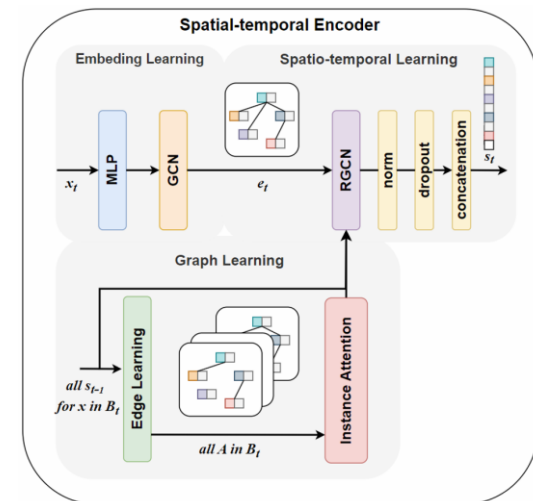 Spatial-temporal Encoder
Embeding Learning
Spatio-temporal Learning
x_t
MLP
GCN
e_t
RGCN
norm
dropout
concatenation
s_t
Graph Learning
all s_{t-1}
for x in B_t
Edge Learning
all A in B_t
Instance Attention